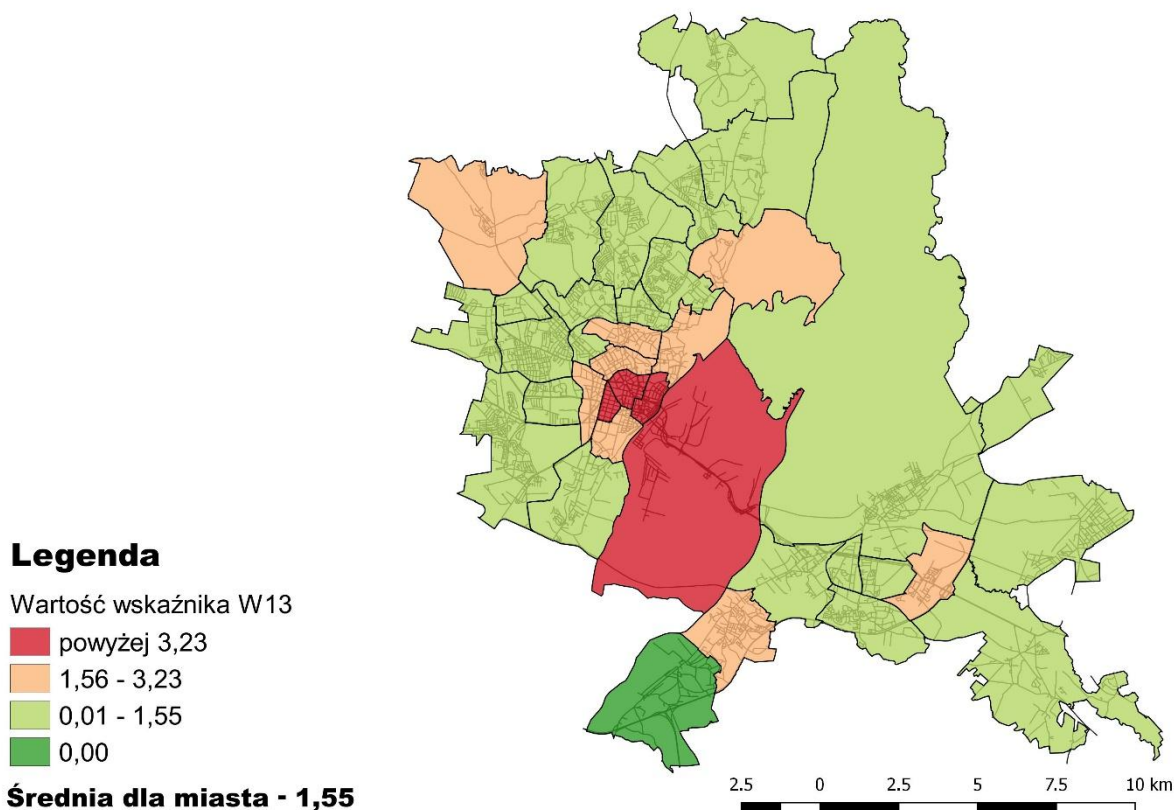 Legenda
Wartość wskaźnika W13
powyżej 3,23
1,56 - 3,23
0,01 - 1,55
0,00
Średnia dla miasta - 1,55
2.5 0 2.5 5 7.5 10 km